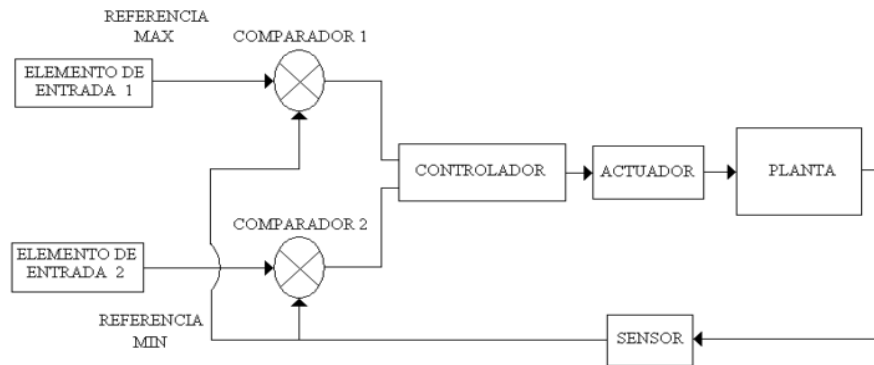 REFERENCIA
MAX
COMPARADOR 1
ELEMENTO DE
ENTRADA 1
CONTROLADOR
ACTUADOR
PLANTA
COMPARADOR 2
ELEMENTO DE
ENTRADA 2
REFERENCIA
MIN
SENSOR